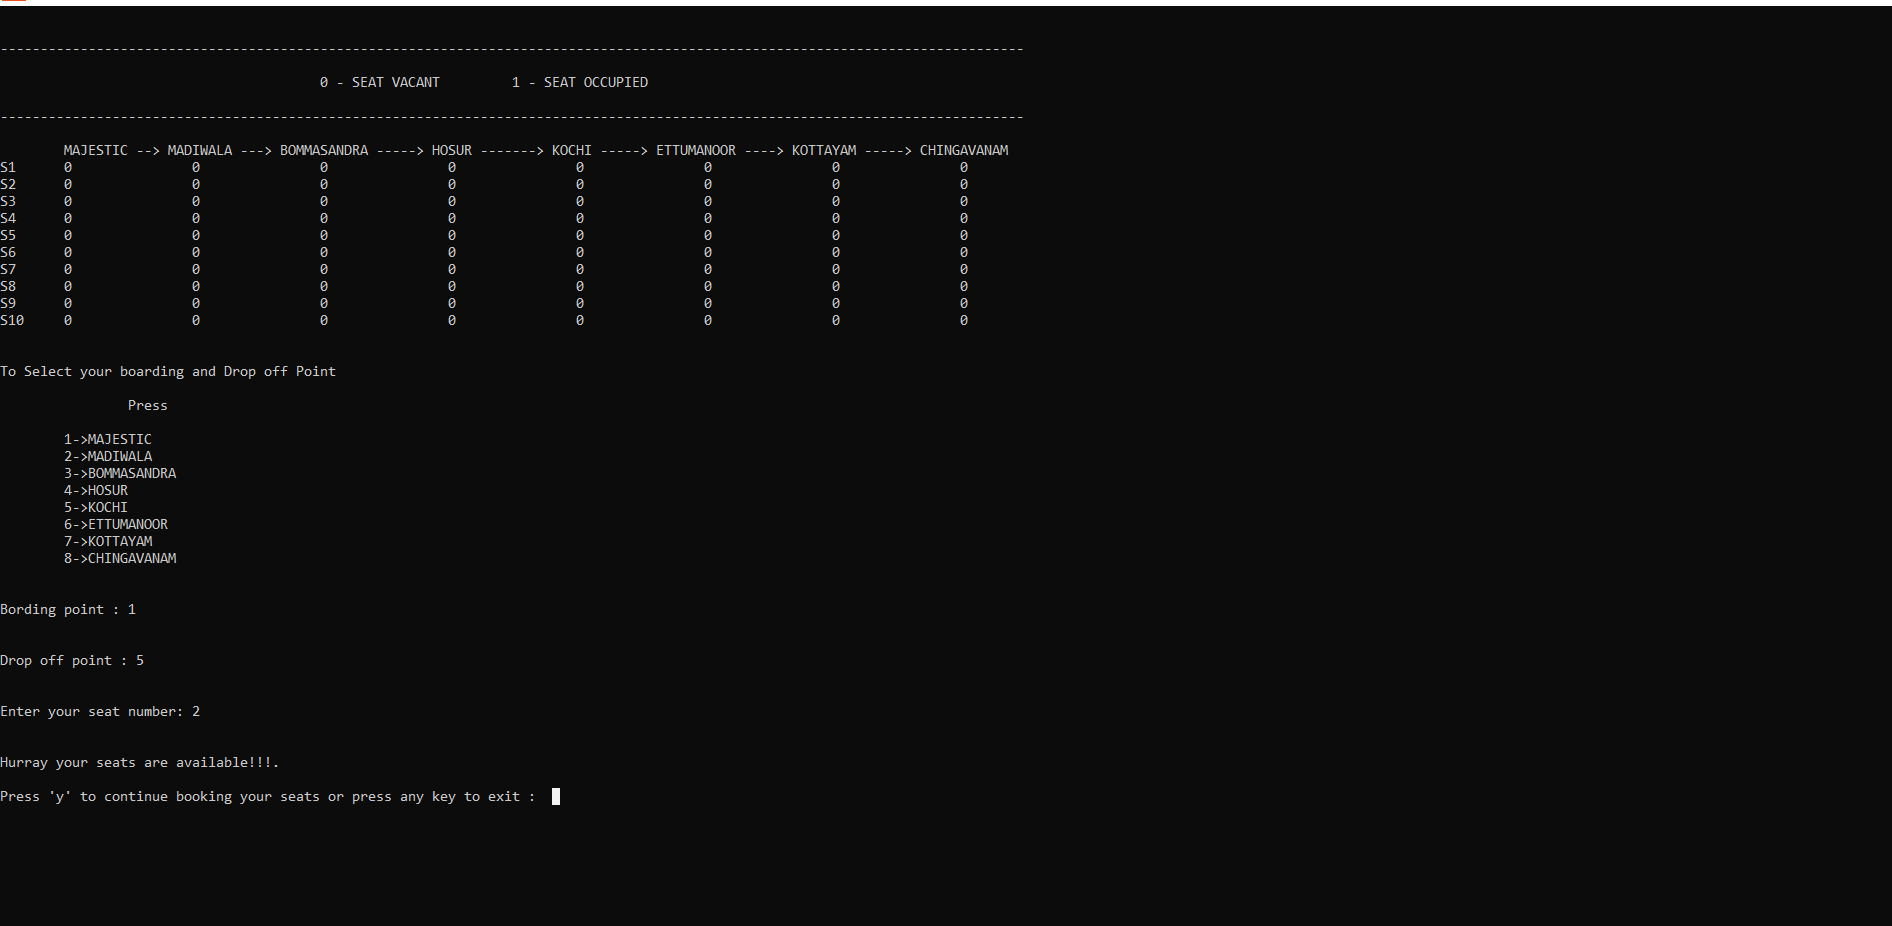 --------------------------------------------------------------------------------------------------------------------------------
0 - SEAT VACANT 1 - SEAT OCCUPIED
--------------------------------------------------------------------------------------------------------------------------------
MAJESTIC --> MADIWALA ---> BOMMASANDRA -----> HOSUR -------> KOCHI -----> ETTUMANOOR ----> KOTTAYAM -----> CHINGAVANAM
S1 0 0 0 0 0 0 0 0
S2 0 0 0 0 0 0 0 0
S3 0 0 0 0 0 0 0 0
S4 0 0 0 0 0 0 0 0
S5 0 0 0 0 0 0 0 0
S6 0 0 0 0 0 0 0 0
S7 0 0 0 0 0 0 0 0
S8 0 0 0 0 0 0 0 0
S9 0 0 0 0 0 0 0 0
S10 0 0 0 0 0 0 0 0
To Select your boarding and Drop off Point
Press
1->MAJESTIC
2->MADIWALA
3->BOMMASANDRA
4->HOSUR
5->KOCHI
6->ETTUMANOOR
7->KOTTAYAM
8->CHINGAVANAM
Bording point : 1
Drop off point : 5
Enter your seat number: 2
Hurray your seats are available!!!.
Press 'y' to continue booking your seats or press any key to exit :